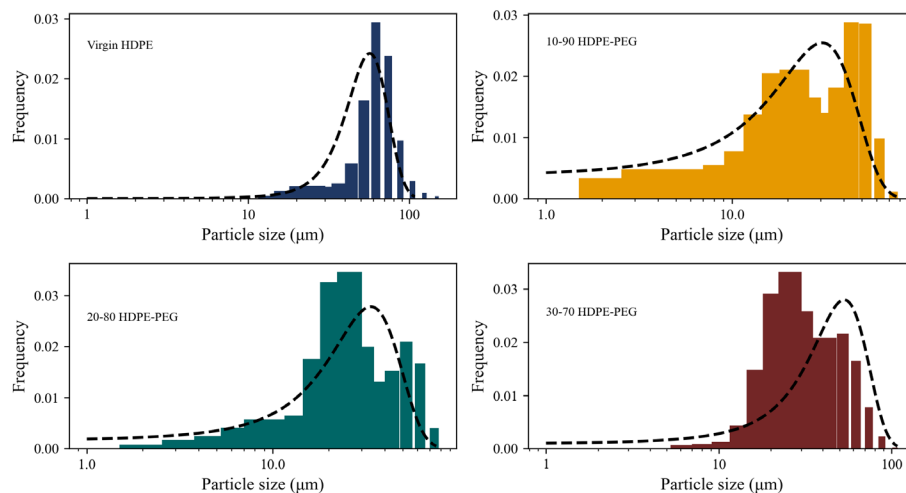 0.03
0.02
0.01
0.00
Frequency
Virgin HDPE
1
10
100
Particle size (μm)
0.03
0.02
0.01
0.00
Frequency
10-90 HDPE-PEG
1.0
10.0
Particle size (μm)
0.03
0.02
0.01
0.00
Frequency
20-80 HDPE-PEG
1.0
10.0
Particle size (μm)
0.03
0.02
0.01
0.00
Frequency
30-70 HDPE-PEG
1
10
100
Particle size (μm)